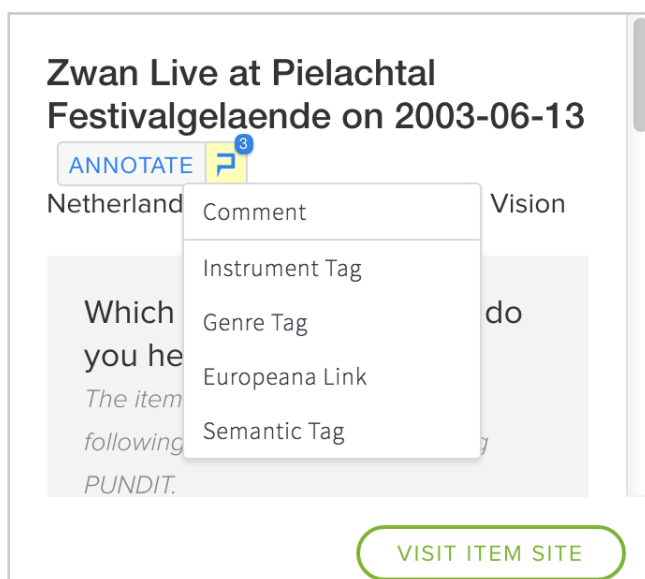 Zwan Live at Pielachtal
Festivalgelaende on 2003-06-13
ANNOTATE 3
Netherland Vision
Comment
Instrument Tag
Genre Tag
Europeana Link
Semantic Tag
Which do
you he
The item
following g
PUNDIT.
VISIT ITEM SITE